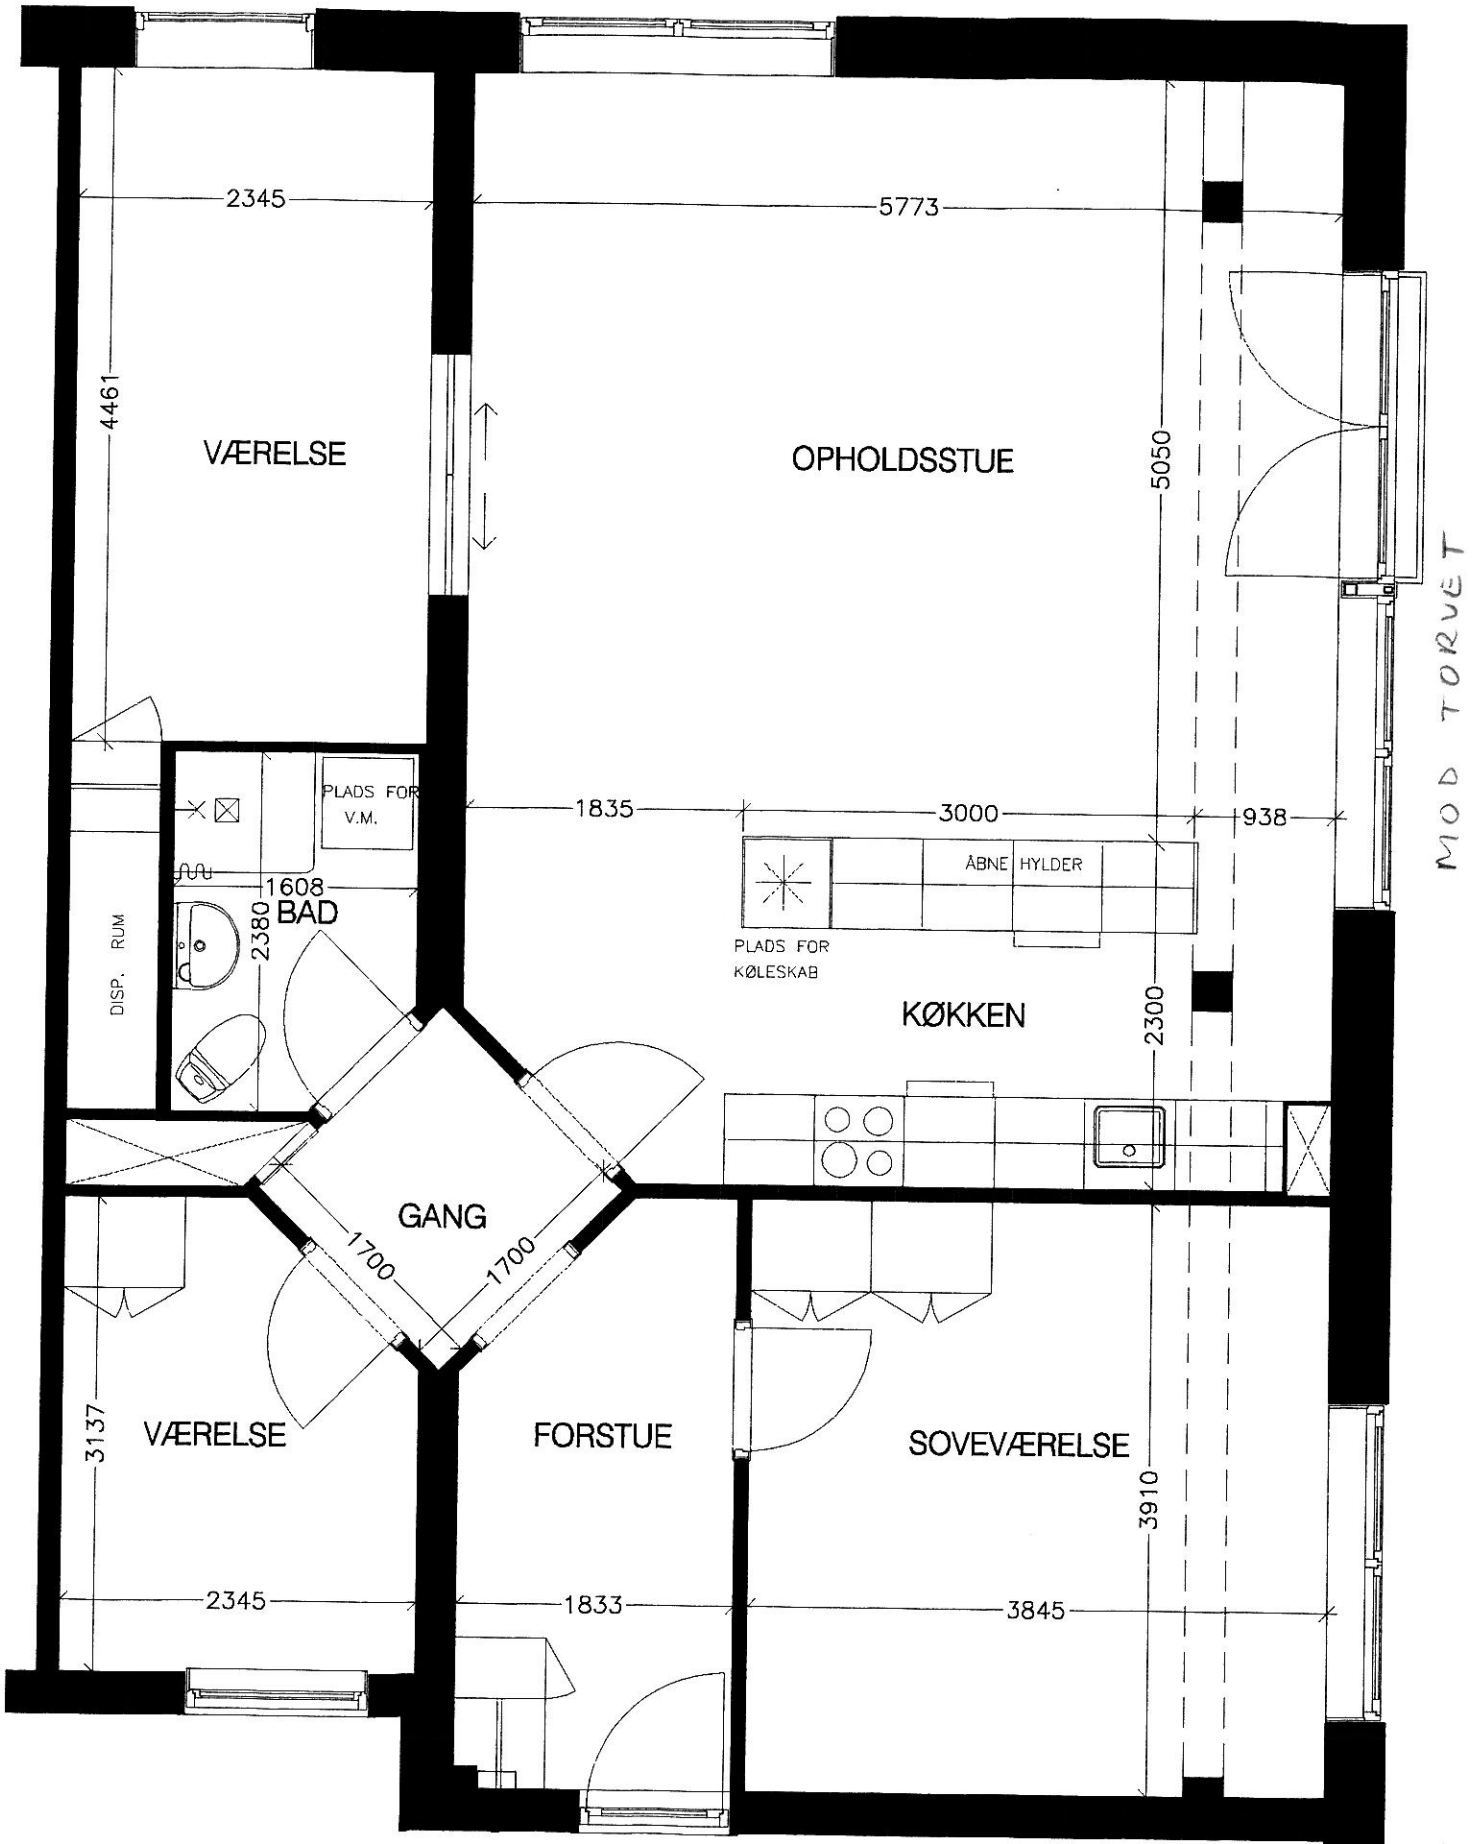 2345
5773
4461
VÆRELSE
OPHOLDSSTUE
5050
MOD TORVET
1835
3000
938
PLADS FOR
V.M.
ÅBNE HYLDER
1608
BAD
2380
DISP. RUM
PLADS FOR
KØLESKAB
KØKKEN
2300
GANG
1700
1700
3137
VÆRELSE
FORSTUE
SOVEVÆRELSE
3910
2345
1833
3845